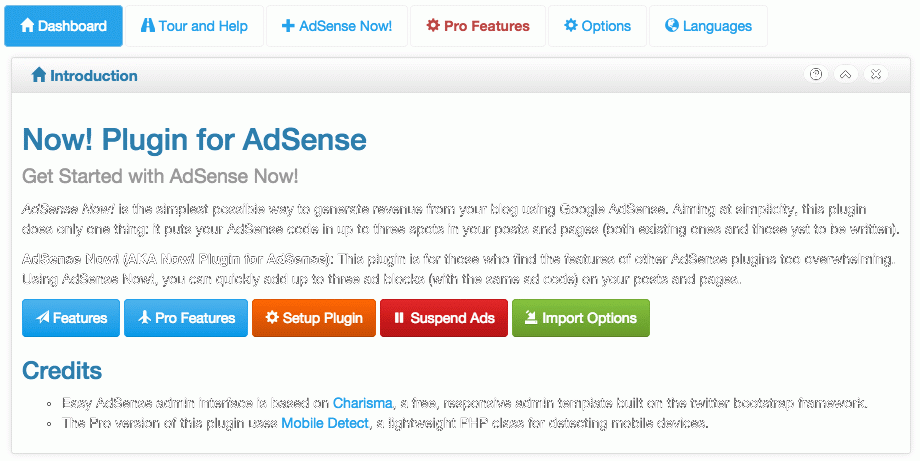 Dashboard Tour and Help AdSense Now! Pro Features Options Languages
Introduction
Now! Plugin for AdSense
Get Started with AdSense Now!
AdSense Now! is the simplest possible way to generate revenue from your blog using Google AdSense. Aiming at simplicity, this plugin
does only one thing: it puts your AdSense code in up to three spots in your posts and pages (both existing ones and those yet to be written).
AdSense Now! (AKA Now! Plugin for AdSense): This plugin is for those who find the features of other AdSense plugins too overwhelming.
Using AdSense Now!, you can quickly add up to three ad blocks (with the same ad code) on your posts and pages.
Features Pro Features Setup Plugin Suspend Ads Import Options
Credits
Easy AdSense admin interface is based on Charisma, a free, responsive admin template built on the twitter bootstrap framework.
The Pro version of this plugin uses Mobile Detect, a lightweight PHP class for detecting mobile devices.